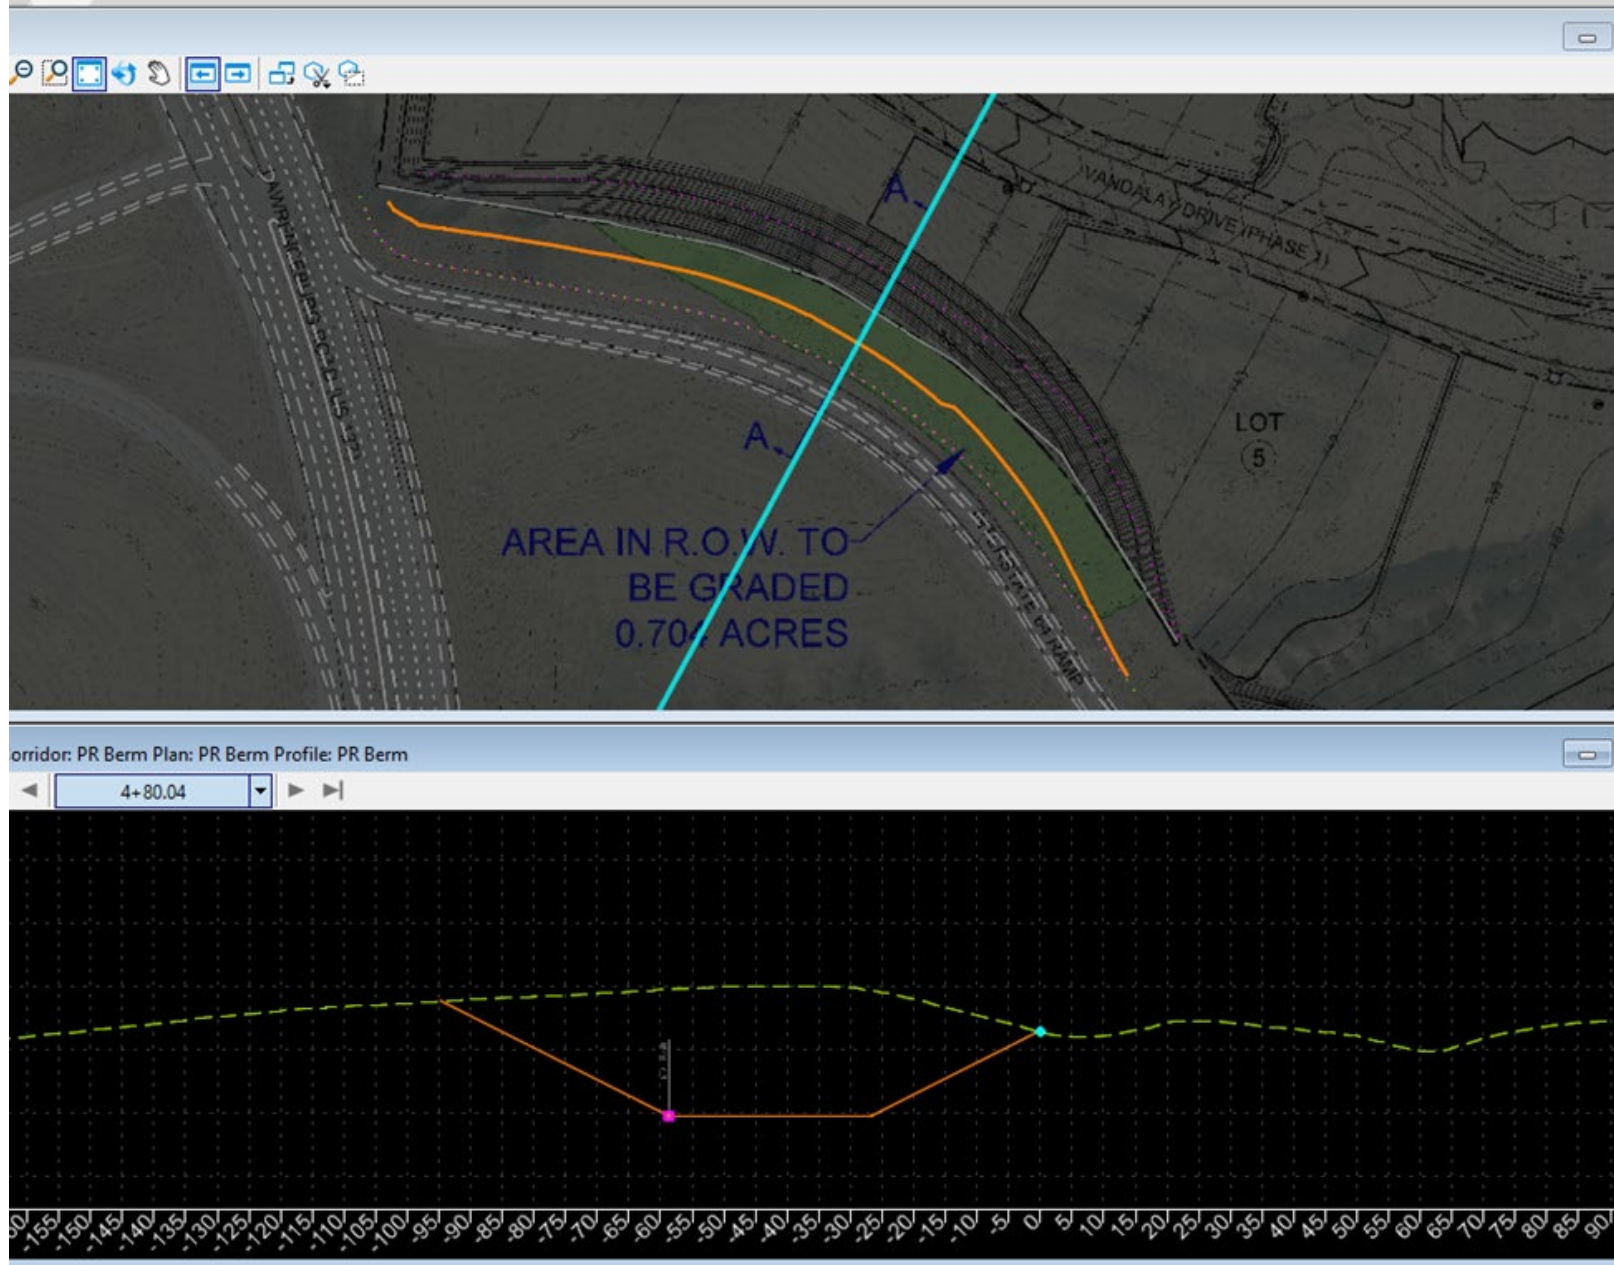 A
VANDALAY DRIVE (PHASE 1)
LOT
5
A
AREA IN R.O.W. TO
BE GRADED
0.704 ACRES
RAMP
orridor: PR Berm Plan: PR Berm Profile: PR Berm
4+80.04
-155 -150 -145 -140 -135 -130 -125 -120 -115 -110 -105 -100 -95 -90 -85 -80 -75 -70 -65 -60 -55 -50 -45 -40 -35 -30 -25 -20 -15 -10 -5 0 5 10 15 20 25 30 35 40 45 50 55 60 65 70 75 80 85 90